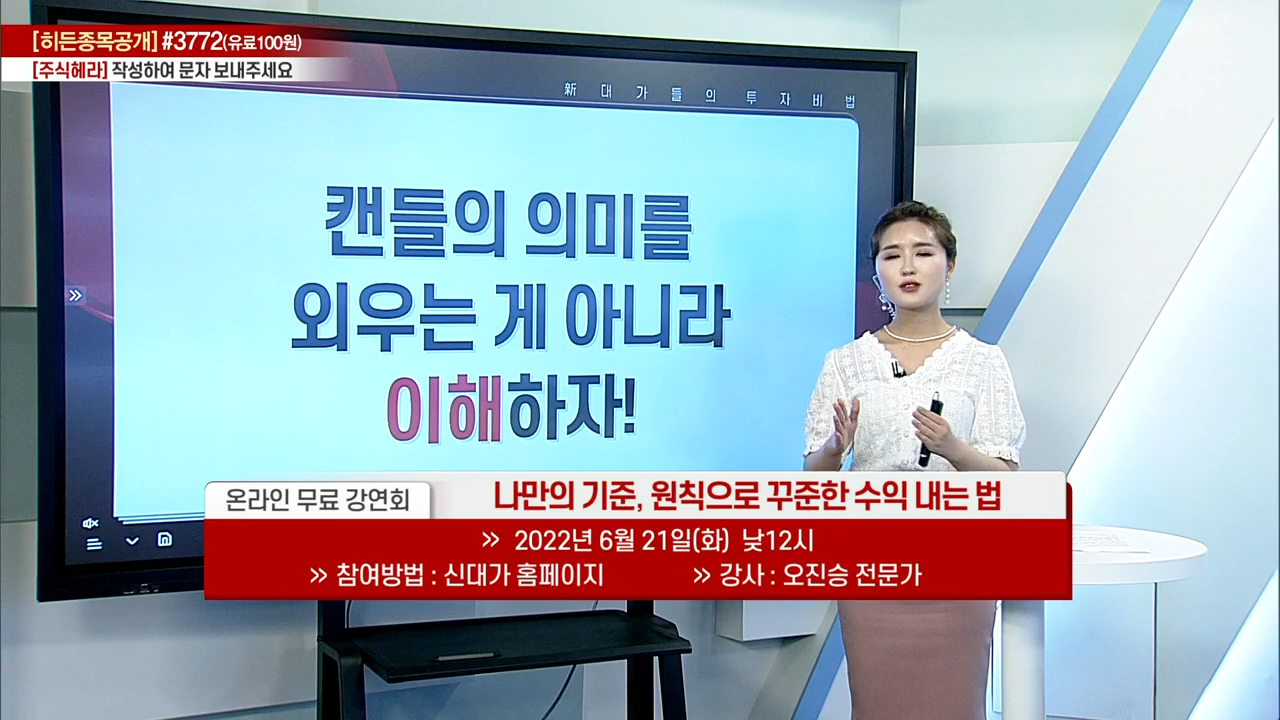 [히든종목공개] #3772(유료100원)
[주식헤라] 작성하여 문자 보내주세요
新 대 가 들 의 투 자 비 법
캔들의 의미를
외우는 게 아니라
이해하자!
온라인 무료 강연회
나만의 기준, 원칙으로 꾸준한 수익 내는 법
» 2022년 6월 21일(화) 낮12시
» 참여방법 : 신대가 홈페이지 » 강사 : 오진승 전문가